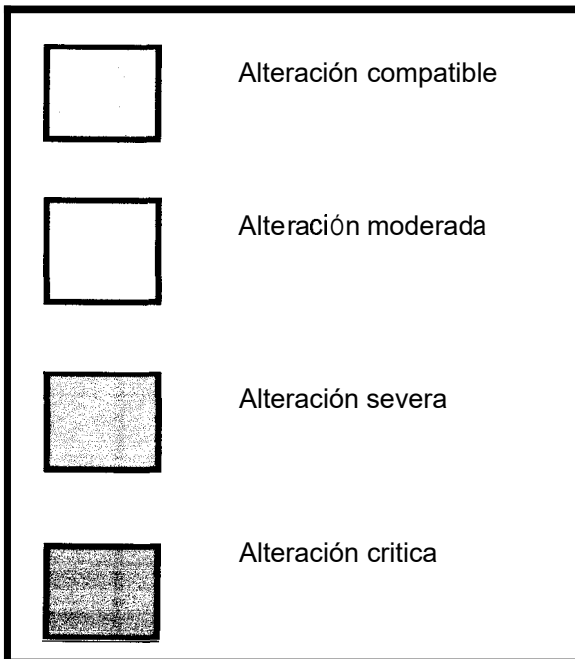 Alteración compatible
Alteración moderada
Alteración severa
Alteración critica